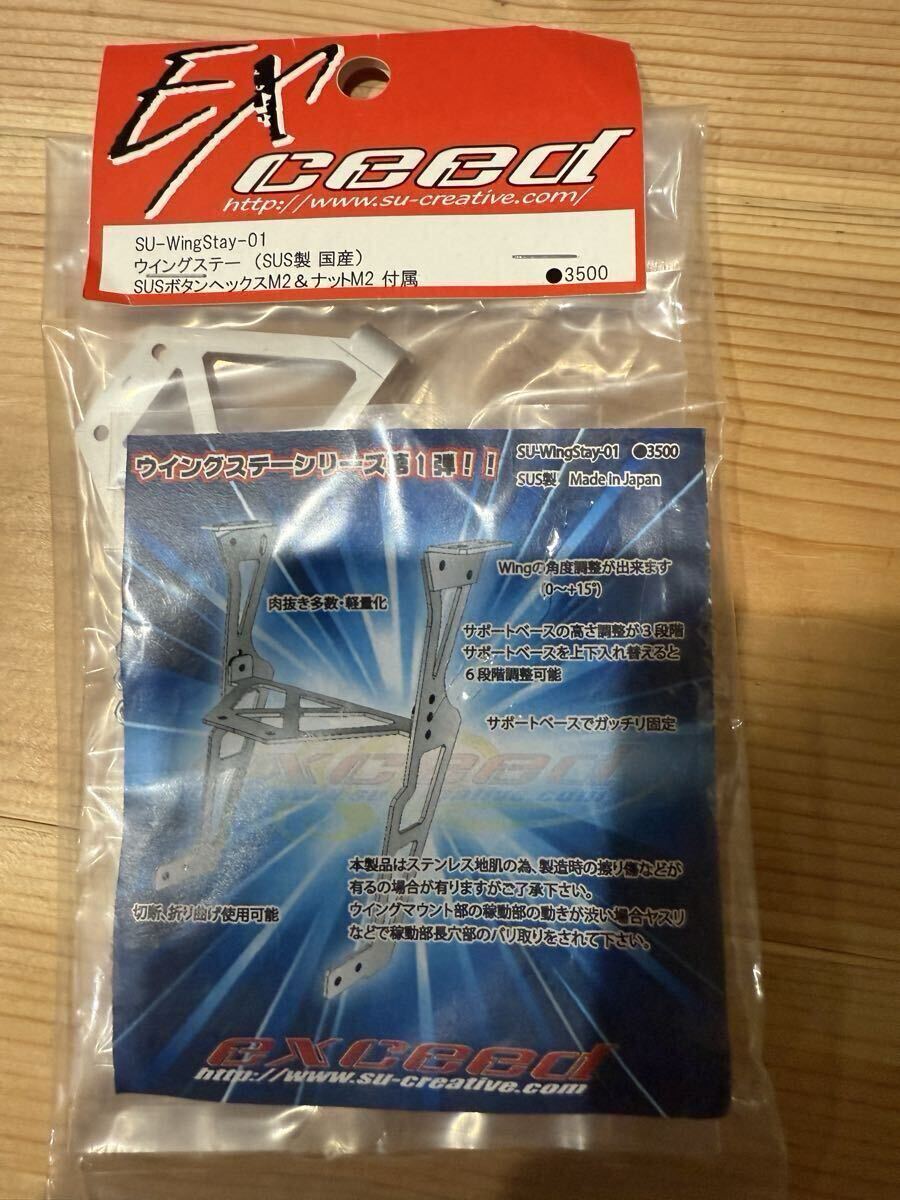 EXceed
http://www.su-creative.com/
SU-WingStay-01
ウイングステー（SUS製 国産）
SUSボタンヘックスM2＆ナットM2 付属
●3500
ウイングステーシリーズ第1弾！！
SU-WingStay-01 ●3500
SUS製 Made in Japan
Wingの角度調整が出来ます
(0～+15°)
肉抜き多数・軽量化
サポートベースの高さ調整が3段階
サポートベースを上下入れ替えると
6段階調整可能
サポートベースでガッチリ固定
exceed
本製品はステンレス地肌の為、製造時の擦り傷などが
有るの場合が有りますがご了承下さい。
ウイングマウント部の稼動部の動きが渋い場合ヤスリ
などで稼動部長穴部のバリ取りをされて下さい。
切断、折り曲げ使用可能
exceed
http://www.su-creative.com